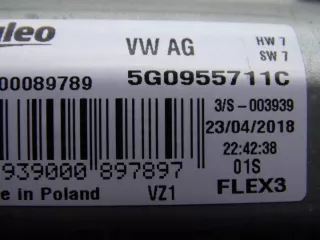 VW AG HW 7
SW 7
00089789 5G0955711C
3/S -003939
23/04/2018
22:42:38
939000 897897 01S
in Poland VZ1 FLEX3